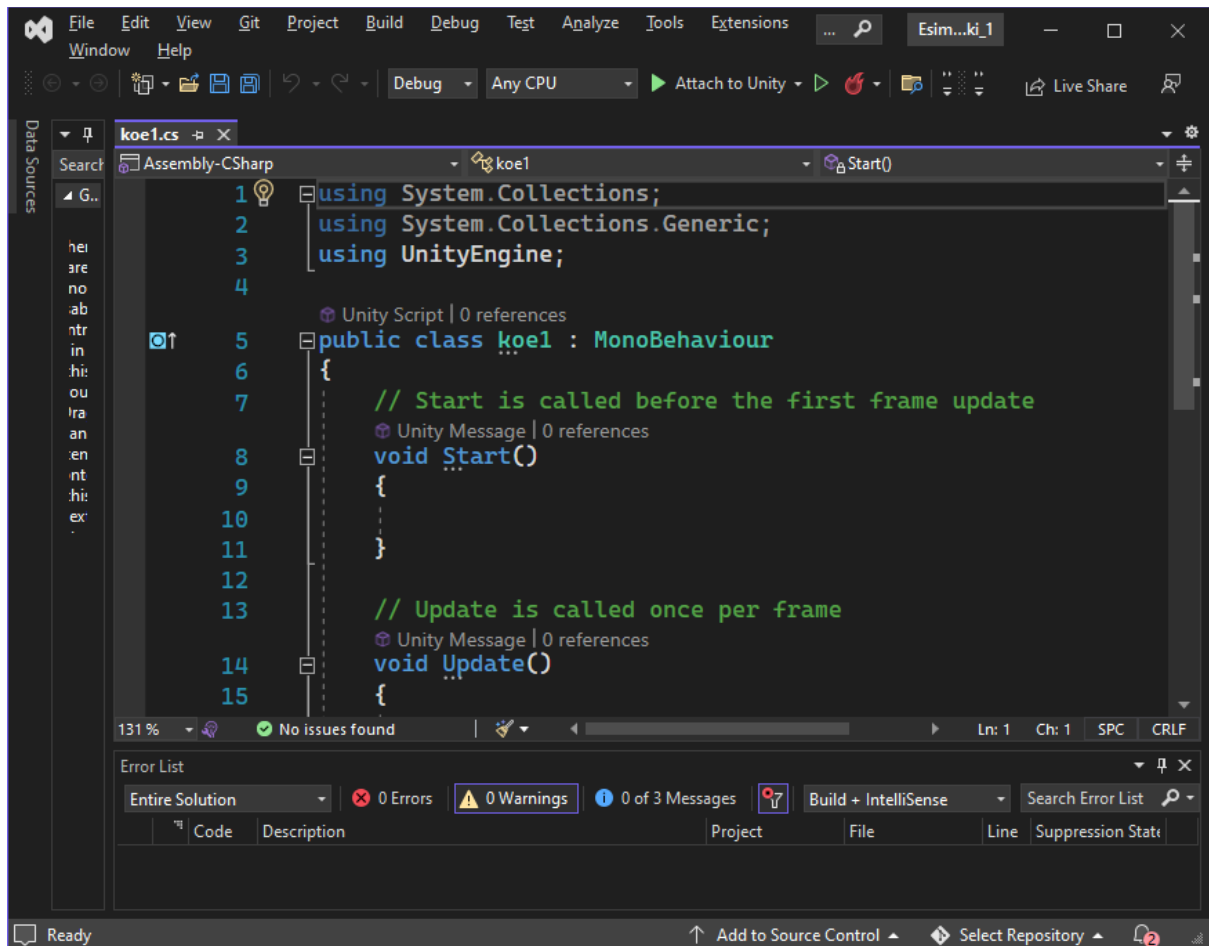 File Edit View Git Project Build Debug Test Analyze Tools Extensions ... Esim...ki_1
Window Help
Debug Any CPU Attach to Unity Live Share
Data Sources
koe1.cs
Search
Assembly-CSharp koe1 Start()
G..
1 using System.Collections;
2 using System.Collections.Generic;
3 using UnityEngine;
4
Unity Script | 0 references
5 public class koe1 : MonoBehaviour
6 {
7 // Start is called before the first frame update
Unity Message | 0 references
8 void Start()
9 {
10
11 }
12
13 // Update is called once per frame
Unity Message | 0 references
14 void Update()
15 {
131 % No issues found Ln: 1 Ch: 1 SPC CRLF
Error List
Entire Solution 0 Errors 0 Warnings 0 of 3 Messages Build + IntelliSense Search Error List
Code Description Project File Line Suppression State
Ready Add to Source Control Select Repository 2